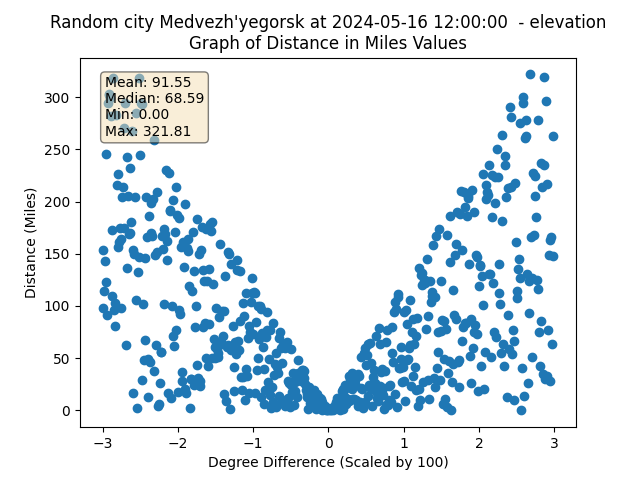 Random city Medvezh'yegorsk at 2024-05-16 12:00:00  - elevation
Graph of Distance in Miles Values
Mean: 91.55
Median: 68.59
Min: 0.00
Max: 321.81
300
250
200
150
100
50
0
Distance (Miles)
−3
−2
−1
0
1
2
3
Degree Difference (Scaled by 100)